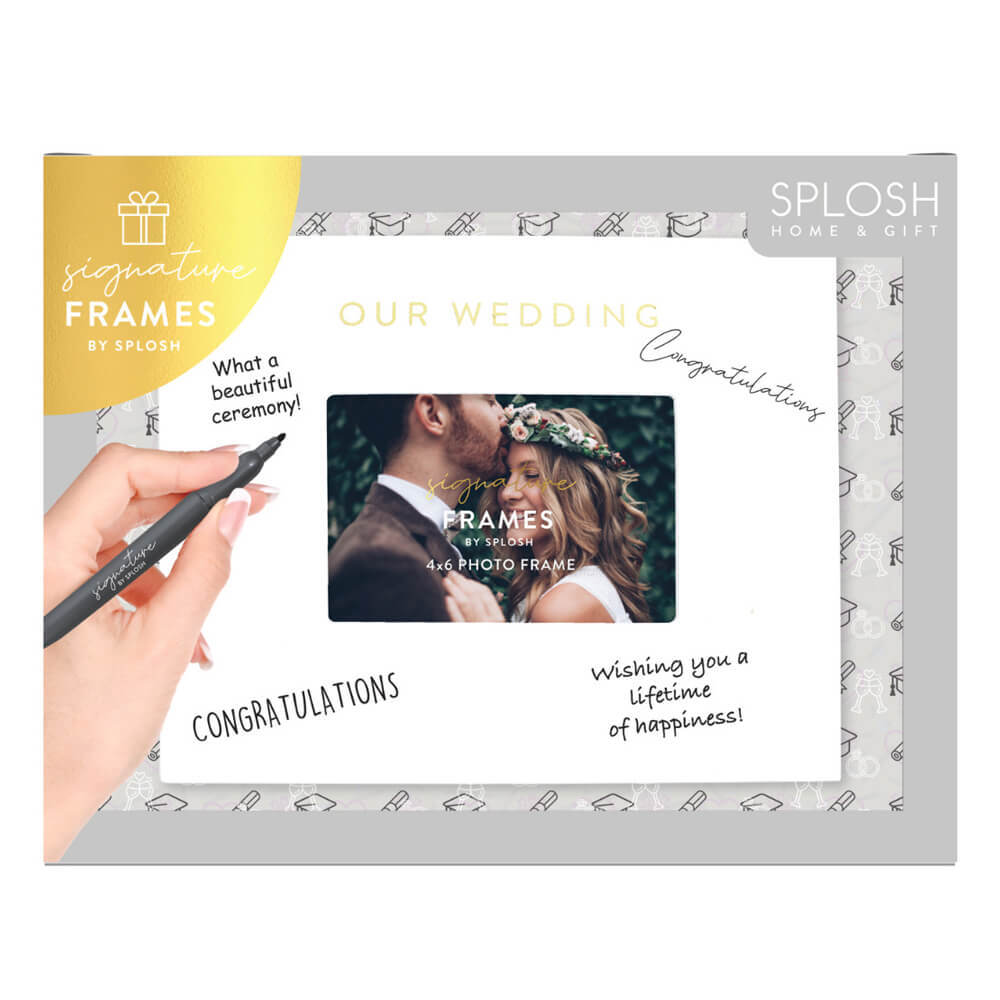 signature
FRAMES
BY SPLOSH
SPLOSH
HOME & GIFT
OUR WEDDING
What a
beautiful
ceremony!
Congratulations
signature
FRAMES
BY SPLOSH
4x6 PHOTO FRAME
signature
BY SPLOSH
CONGRATULATIONS
Wishing you a
lifetime
of happiness!